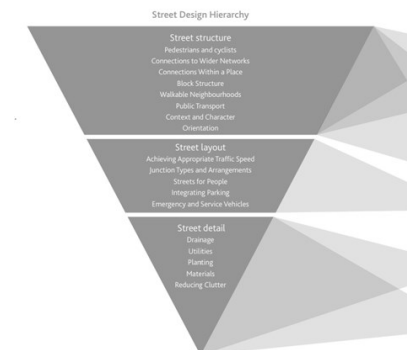 Street Design Hierarchy
Street structure
Pedestrians and cyclists
Connections to Wider Networks
Connections Within a Place
Block Structure
Walkable Neighbourhoods
Public Transport
Context and Character
Orientation
Street layout
Achieving Appropriate Traffic Speed
Junction Types and Arrangements
Streets for People
Integrating Parking
Emergency and Service Vehicles
Street detail
Drainage
Utilities
Planting
Materials
Reducing Clutter